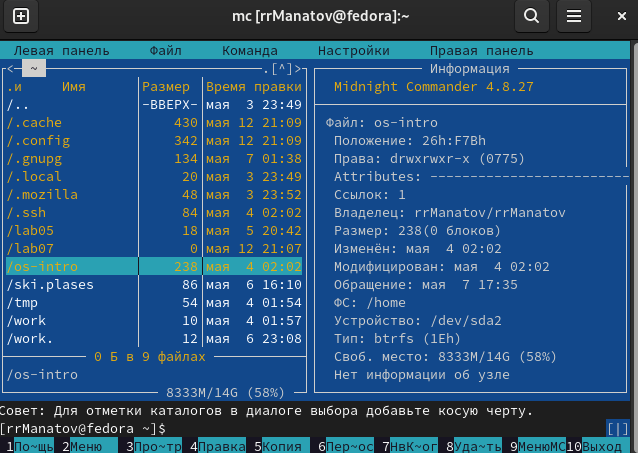 mc [rrManatov@fedora]:~
Левая панель Файл Команда Настройки Правая панель
< ~ .[^]>
.и Имя Размер Время правки
/.. -ВВЕРХ- мая 3 23:49
/.cache 430 мая 12 21:09
/.config 342 мая 12 21:09
/.gnupg 134 мая 7 01:38
/.local 20 мая 3 23:49
/.mozilla 48 мая 3 23:52
/.ssh 84 мая 4 02:02
/lab05 18 мая 5 20:42
/lab07 0 мая 12 21:07
/os-intro 238 мая 4 02:02
/ski.plases 86 мая 6 16:10
/tmp 54 мая 4 01:54
/work 10 мая 4 01:57
/work. 12 мая 6 23:08
0 Б в 9 файлах
/os-intro
8333M/14G (58%)
Информация
Midnight Commander 4.8.27
Файл: os-intro
Положение: 26h:F7Bh
Права: drwxrwxr-x (0775)
Attributes: -------------------------
Ссылок: 1
Владелец: rrManatov/rrManatov
Размер: 238(0 блоков)
Изменён: мая 4 02:02
Модифицирован: мая 4 02:02
Обращение: мая 7 17:35
ФС: /home
Устройство: /dev/sda2
Тип: btrfs (1Eh)
Своб. место: 8333M/14G (58%)
Нет информации об узле
Совет: Для отметки каталогов в диалоге выбора добавьте косую черту.
[rrManatov@fedora ~]$ [|]
1По~щь 2Меню 3Про~тр 4Правка 5Копия 6Пер~ос 7НвК~ог 8Уда~ть 9МенюMC 10Выход